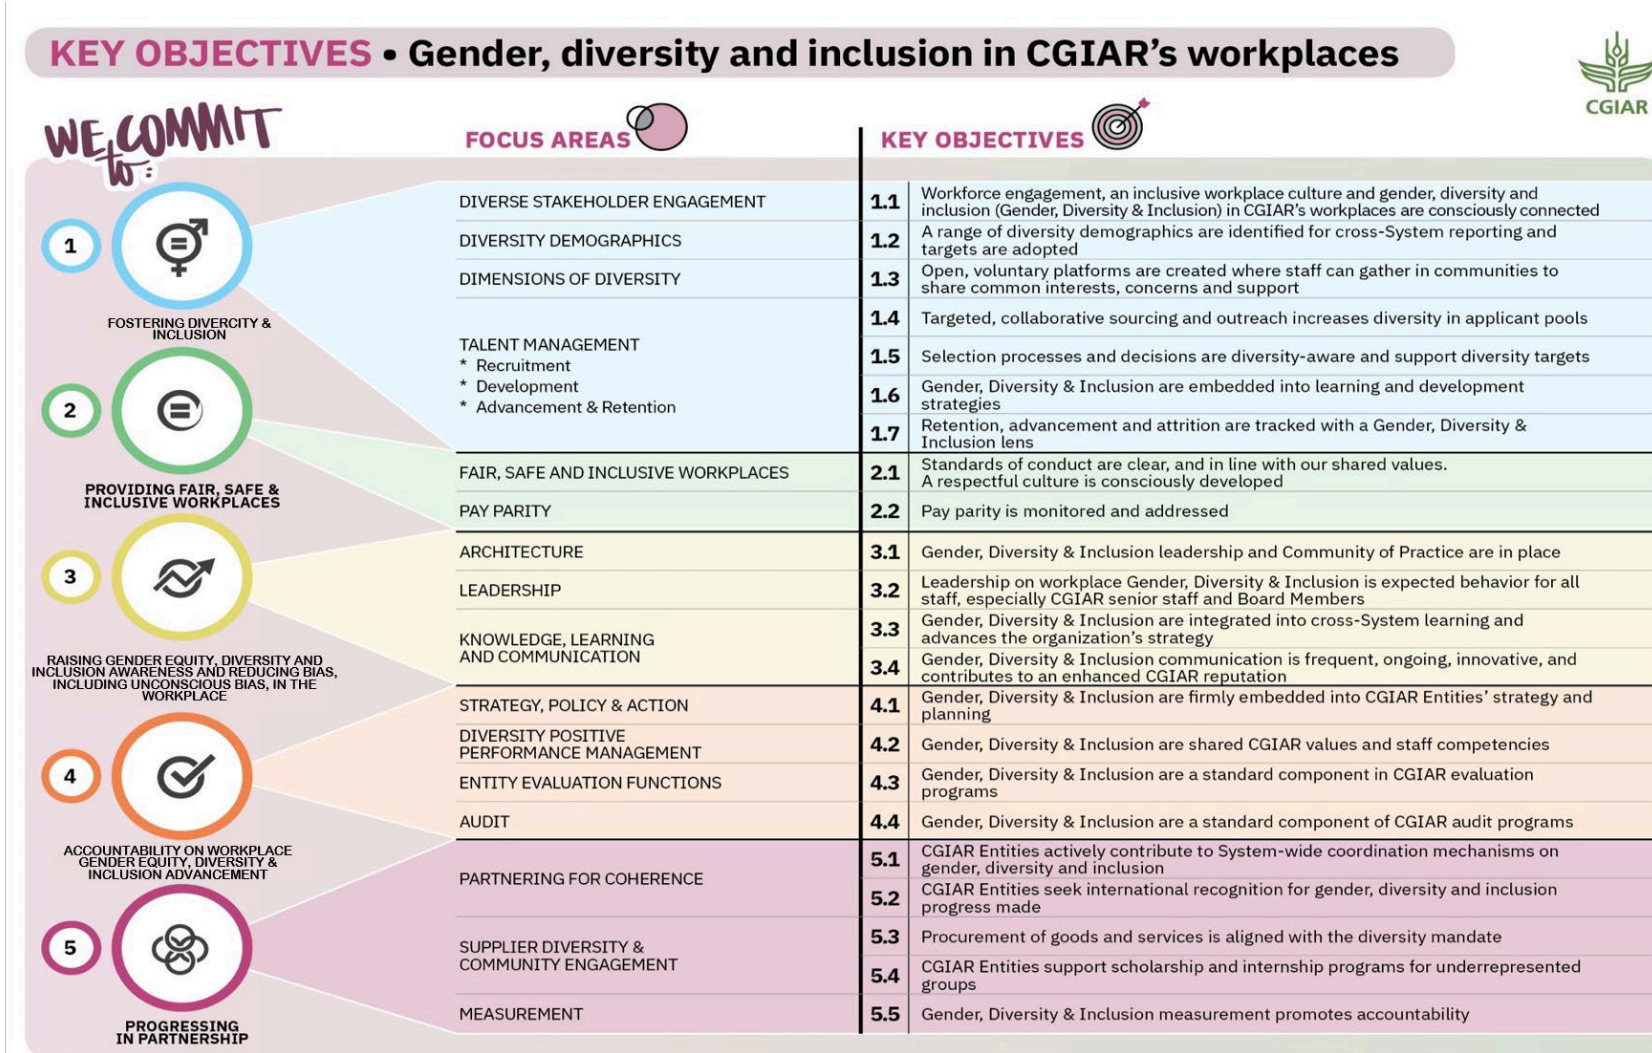 KEY OBJECTIVES • Gender, diversity and inclusion in CGIAR's workplaces
CGIAR
WE COMMIT
to:
FOCUS AREAS
KEY OBJECTIVES
1
FOSTERING DIVERCITY &
INCLUSION
DIVERSE STAKEHOLDER ENGAGEMENT
1.1
Workforce engagement, an inclusive workplace culture and gender, diversity and
inclusion (Gender, Diversity & Inclusion) in CGIAR's workplaces are consciously connected
DIVERSITY DEMOGRAPHICS
1.2
A range of diversity demographics are identified for cross-System reporting and
targets are adopted
DIMENSIONS OF DIVERSITY
1.3
Open, voluntary platforms are created where staff can gather in communities to
share common interests, concerns and support
TALENT MANAGEMENT
* Recruitment
* Development
* Advancement & Retention
1.4
Targeted, collaborative sourcing and outreach increases diversity in applicant pools
1.5
Selection processes and decisions are diversity-aware and support diversity targets
1.6
Gender, Diversity & Inclusion are embedded into learning and development
strategies
1.7
Retention, advancement and attrition are tracked with a Gender, Diversity &
Inclusion lens
2
PROVIDING FAIR, SAFE &
INCLUSIVE WORKPLACES
FAIR, SAFE AND INCLUSIVE WORKPLACES
2.1
Standards of conduct are clear, and in line with our shared values.
A respectful culture is consciously developed
PAY PARITY
2.2
Pay parity is monitored and addressed
3
RAISING GENDER EQUITY, DIVERSITY AND
INCLUSION AWARENESS AND REDUCING BIAS,
INCLUDING UNCONSCIOUS BIAS, IN THE
WORKPLACE
ARCHITECTURE
3.1
Gender, Diversity & Inclusion leadership and Community of Practice are in place
LEADERSHIP
3.2
Leadership on workplace Gender, Diversity & Inclusion is expected behavior for all
staff, especially CGIAR senior staff and Board Members
KNOWLEDGE, LEARNING
AND COMMUNICATION
3.3
Gender, Diversity & Inclusion are integrated into cross-System learning and
advances the organization's strategy
3.4
Gender, Diversity & Inclusion communication is frequent, ongoing, innovative, and
contributes to an enhanced CGIAR reputation
4
ACCOUNTABILITY ON WORKPLACE
GENDER EQUITY, DIVERSITY &
INCLUSION ADVANCEMENT
STRATEGY, POLICY & ACTION
4.1
Gender, Diversity & Inclusion are firmly embedded into CGIAR Entities' strategy and
planning
DIVERSITY POSITIVE
PERFORMANCE MANAGEMENT
4.2
Gender, Diversity & Inclusion are shared CGIAR values and staff competencies
ENTITY EVALUATION FUNCTIONS
4.3
Gender, Diversity & Inclusion are a standard component in CGIAR evaluation
programs
AUDIT
4.4
Gender, Diversity & Inclusion are a standard component of CGIAR audit programs
5
PROGRESSING
IN PARTNERSHIP
PARTNERING FOR COHERENCE
5.1
CGIAR Entities actively contribute to System-wide coordination mechanisms on
gender, diversity and inclusion
5.2
CGIAR Entities seek international recognition for gender, diversity and inclusion
progress made
SUPPLIER DIVERSITY &
COMMUNITY ENGAGEMENT
5.3
Procurement of goods and services is aligned with the diversity mandate
5.4
CGIAR Entities support scholarship and internship programs for underrepresented
groups
MEASUREMENT
5.5
Gender, Diversity & Inclusion measurement promotes accountability